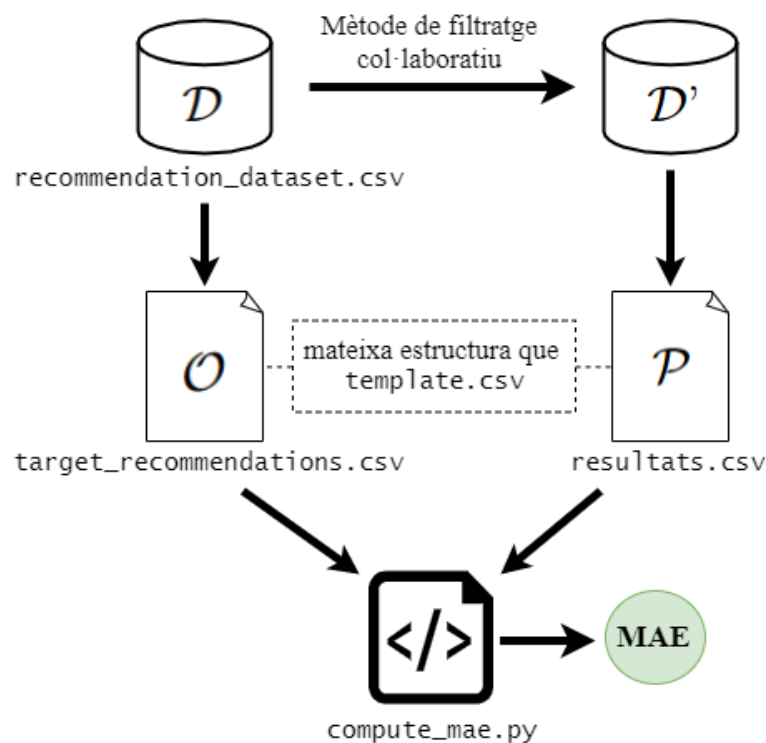 Mètode de filtratge
col·laboratiu
𝒟
𝒟’
recommendation_dataset.csv
𝒪
mateixa estructura que
template.csv
𝒫
target_recommendations.csv
resultats.csv
</>
MAE
compute_mae.py